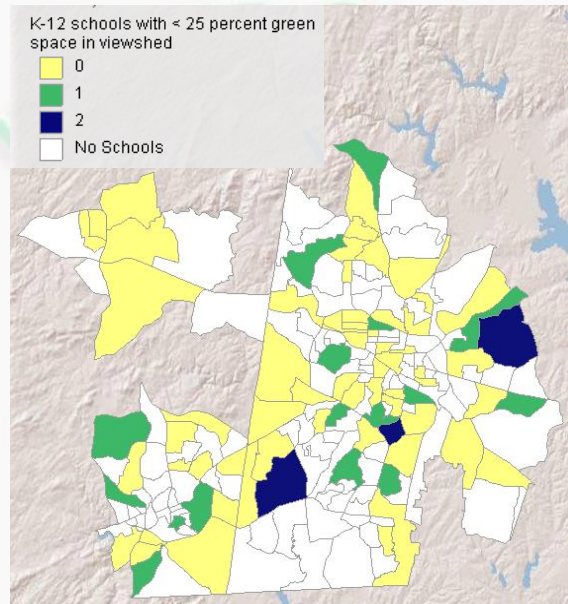 K-12 schools with < 25 percent green
space in viewshed
0
1
2
No Schools